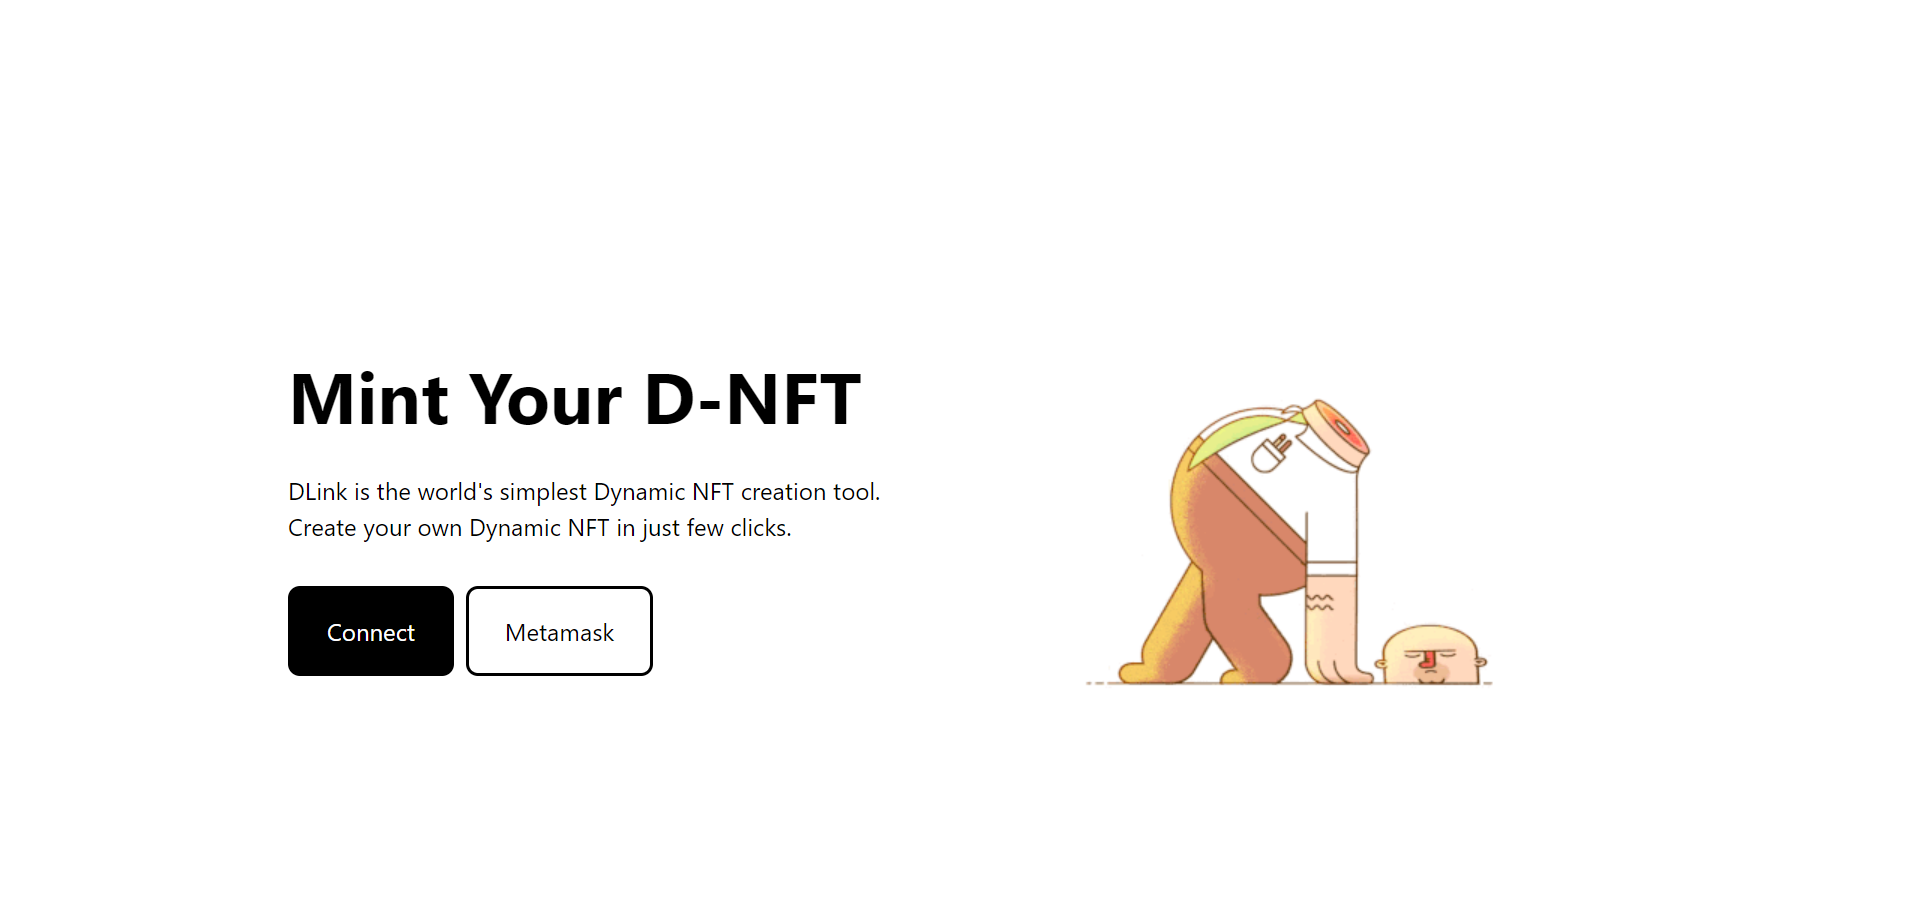 Mint Your D-NFT
DLink is the world's simplest Dynamic NFT creation tool.
Create your own Dynamic NFT in just few clicks.
Connect
Metamask